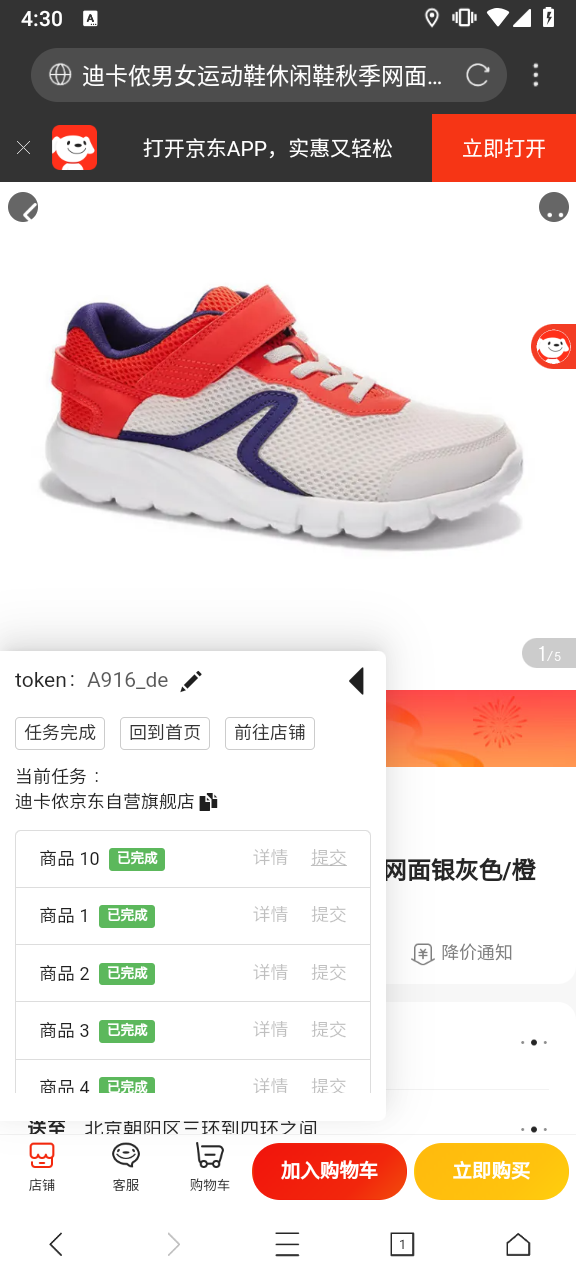 4:30
A
迪卡侬男女运动鞋休闲鞋秋季网面...
打开京东APP，实惠又轻松
立即打开
1/5
token： A916_de
任务完成 回到首页 前往店铺
当前任务：
迪卡侬京东自营旗舰店
商品 10 已完成 详情 提交
网面银灰色/橙
商品 1 已完成 详情 提交
降价通知
商品 2 已完成 详情 提交
商品 3 已完成 详情 提交
商品 4 已完成 详情 提交
送至 北京朝阳区三环到四环之间
店铺 客服 购物车 加入购物车 立即购买
1